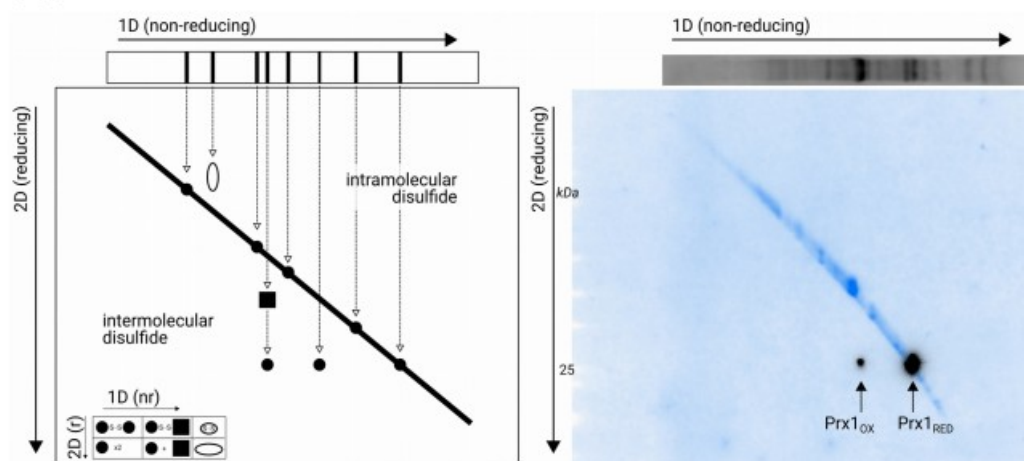 1D (non-reducing)
2D (reducing)
intramolecular
disulfide
intermolecular
disulfide
1D (nr)
2D (r)
S-S
S-S
x2
+
1D (non-reducing)
2D (reducing)
kDa
25
Prx1OX
Prx1RED